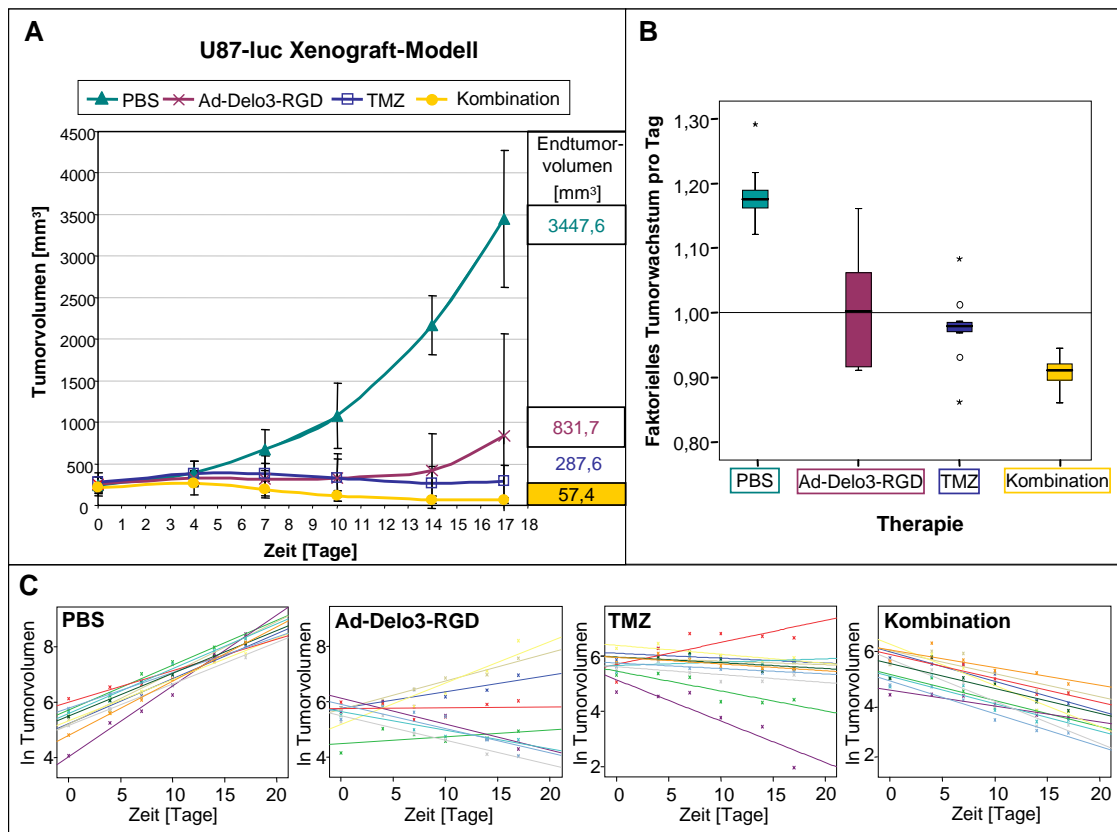 A
U87-luc Xenograft-Modell
PBS Ad-Delo3-RGD TMZ Kombination
Tumorvolumen [mm³]
4500
4000
3500
3000
2500
2000
1500
1000
500
0
0 1 2 3 4 5 6 7 8 9 10 11 12 13 14 15 16 17 18
Zeit [Tage]
Endtumor-
volumen
[mm³]
3447,6
831,7
287,6
57,4
B
Faktorielles Tumorwachstum pro Tag
1,30
1,20
1,10
1,00
0,90
0,80
PBS Ad-Delo3-RGD TMZ Kombination
Therapie
C
PBS
ln Tumorvolumen
8
6
4
0 5 10 15 20
Zeit [Tage]
Ad-Delo3-RGD
ln Tumorvolumen
8
6
4
0 5 10 15 20
Zeit [Tage]
TMZ
ln Tumorvolumen
8
6
4
2
0 5 10 15 20
Zeit [Tage]
Kombination
ln Tumorvolumen
6
4
2
0 5 10 15 20
Zeit [Tage]